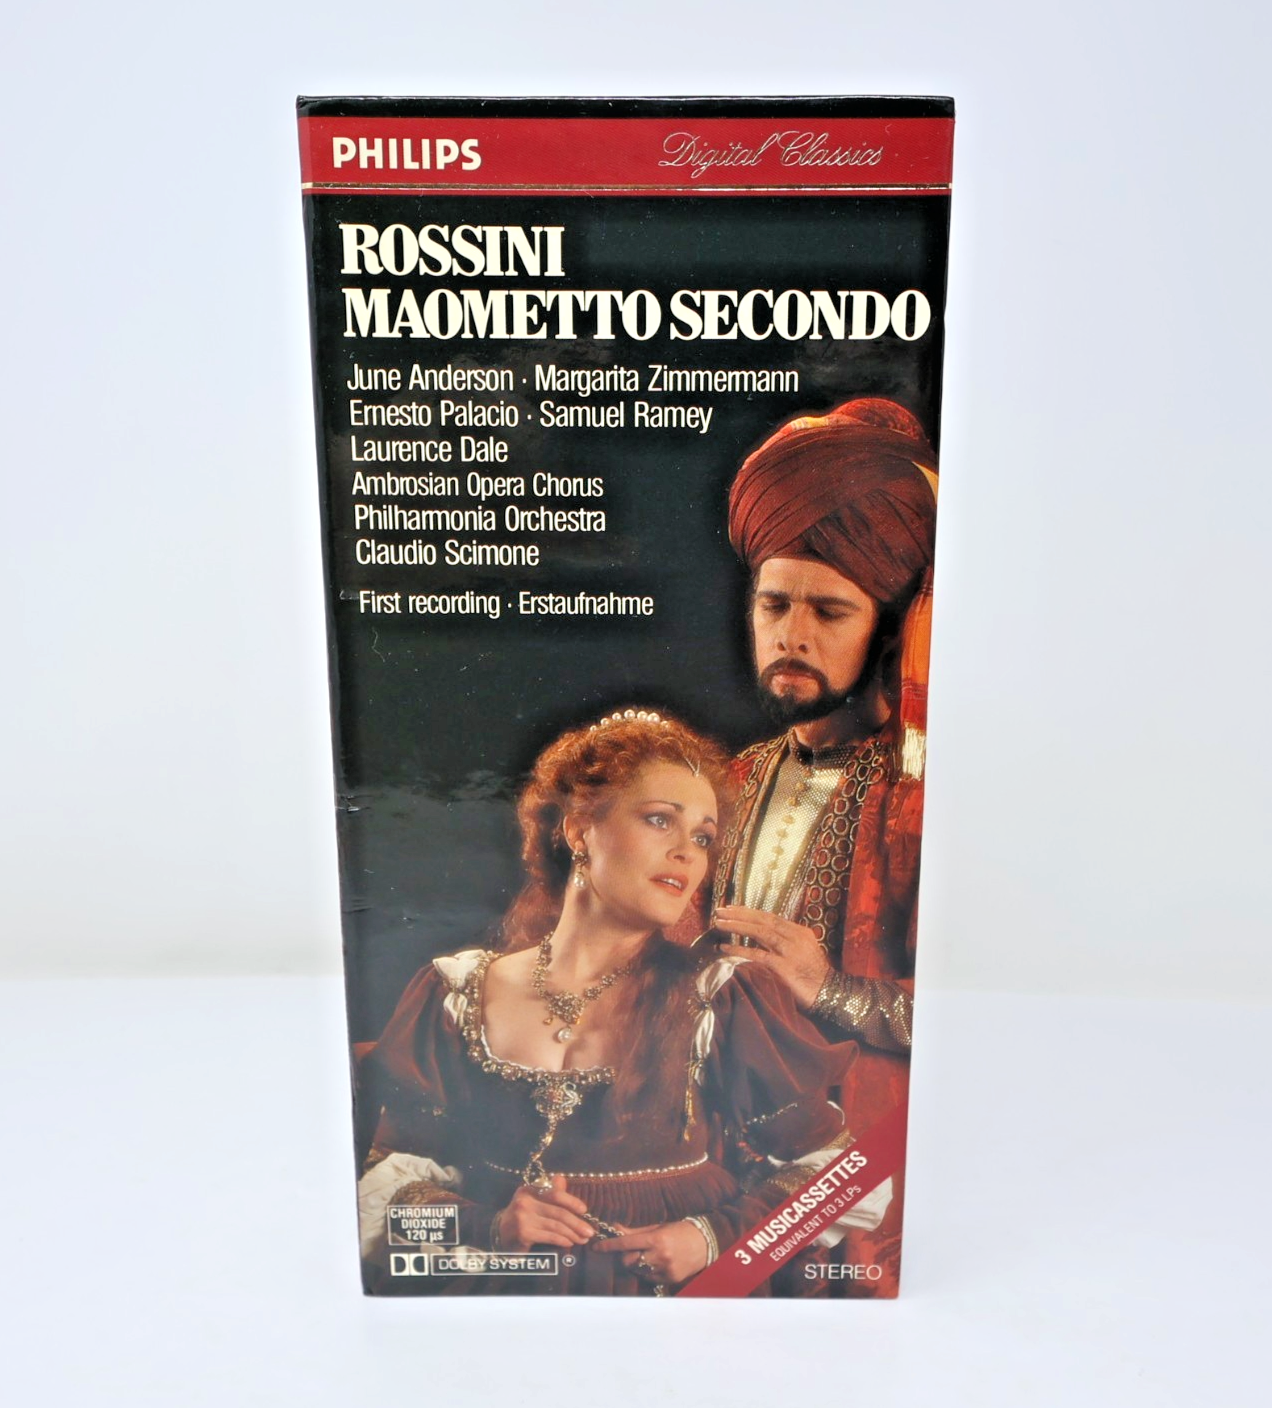 PHILIPS Digital Classics
ROSSINI
MAOMETTO SECONDO
June Anderson · Margarita Zimmermann
Ernesto Palacio · Samuel Ramey
Laurence Dale
Ambrosian Opera Chorus
Philharmonia Orchestra
Claudio Scimone
First recording · Erstaufnahme
3 MUSICASSETTES
EQUIVALENT TO 3 LPs
CHROMIUM
DIOXIDE
120 µs
DOLBY SYSTEM ®
STEREO